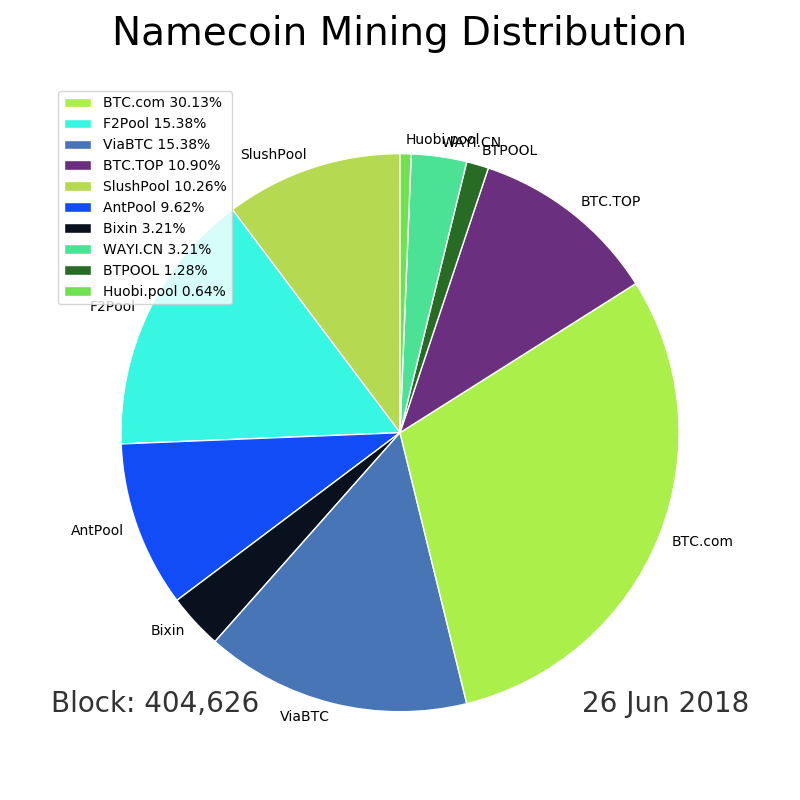 Namecoin Mining Distribution
BTC.com 30.13%
F2Pool 15.38%
ViaBTC 15.38%
BTC.TOP 10.90%
SlushPool 10.26%
AntPool 9.62%
Bixin 3.21%
WAYI.CN 3.21%
BTPOOL 1.28%
Huobi.pool 0.64%
Huobi.pool
WAYI.CN
BTPOOL
SlushPool
BTC.TOP
F2Pool
AntPool
BTC.com
Bixin
ViaBTC
Block: 404,626
26 Jun 2018